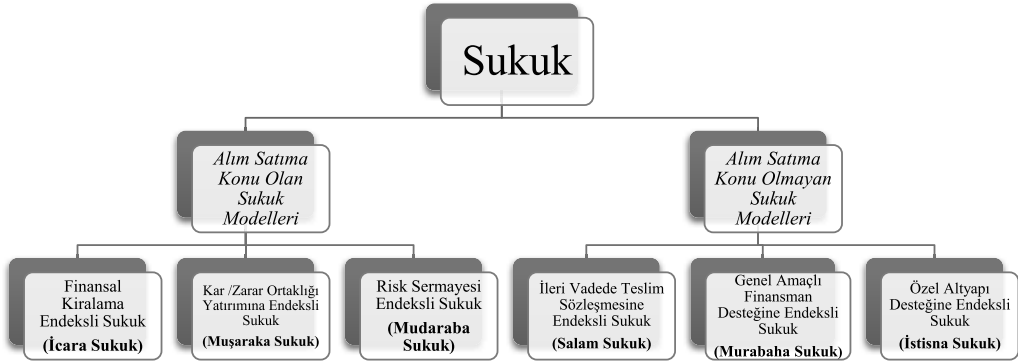 Sukuk
Alım Satıma
Konu Olan
Sukuk
Modelleri
Alım Satıma
Konu Olmayan
Sukuk
Modelleri
Finansal
Kiralama
Endeksli Sukuk
(İcara Sukuk)
Kar /Zarar Ortaklığı
Yatırımına Endeksli
Sukuk
(Muşaraka Sukuk)
Risk Sermayesi
Endeksli Sukuk
(Mudaraba
Sukuk)
İleri Vadede Teslim
Sözleşmesine
Endeksli Sukuk
(Salam Sukuk)
Genel Amaçlı
Finansman
Desteğine Endeksli
Sukuk
(Murabaha Sukuk)
Özel Altyapı
Desteğine Endeksli
Sukuk
(İstisna Sukuk)